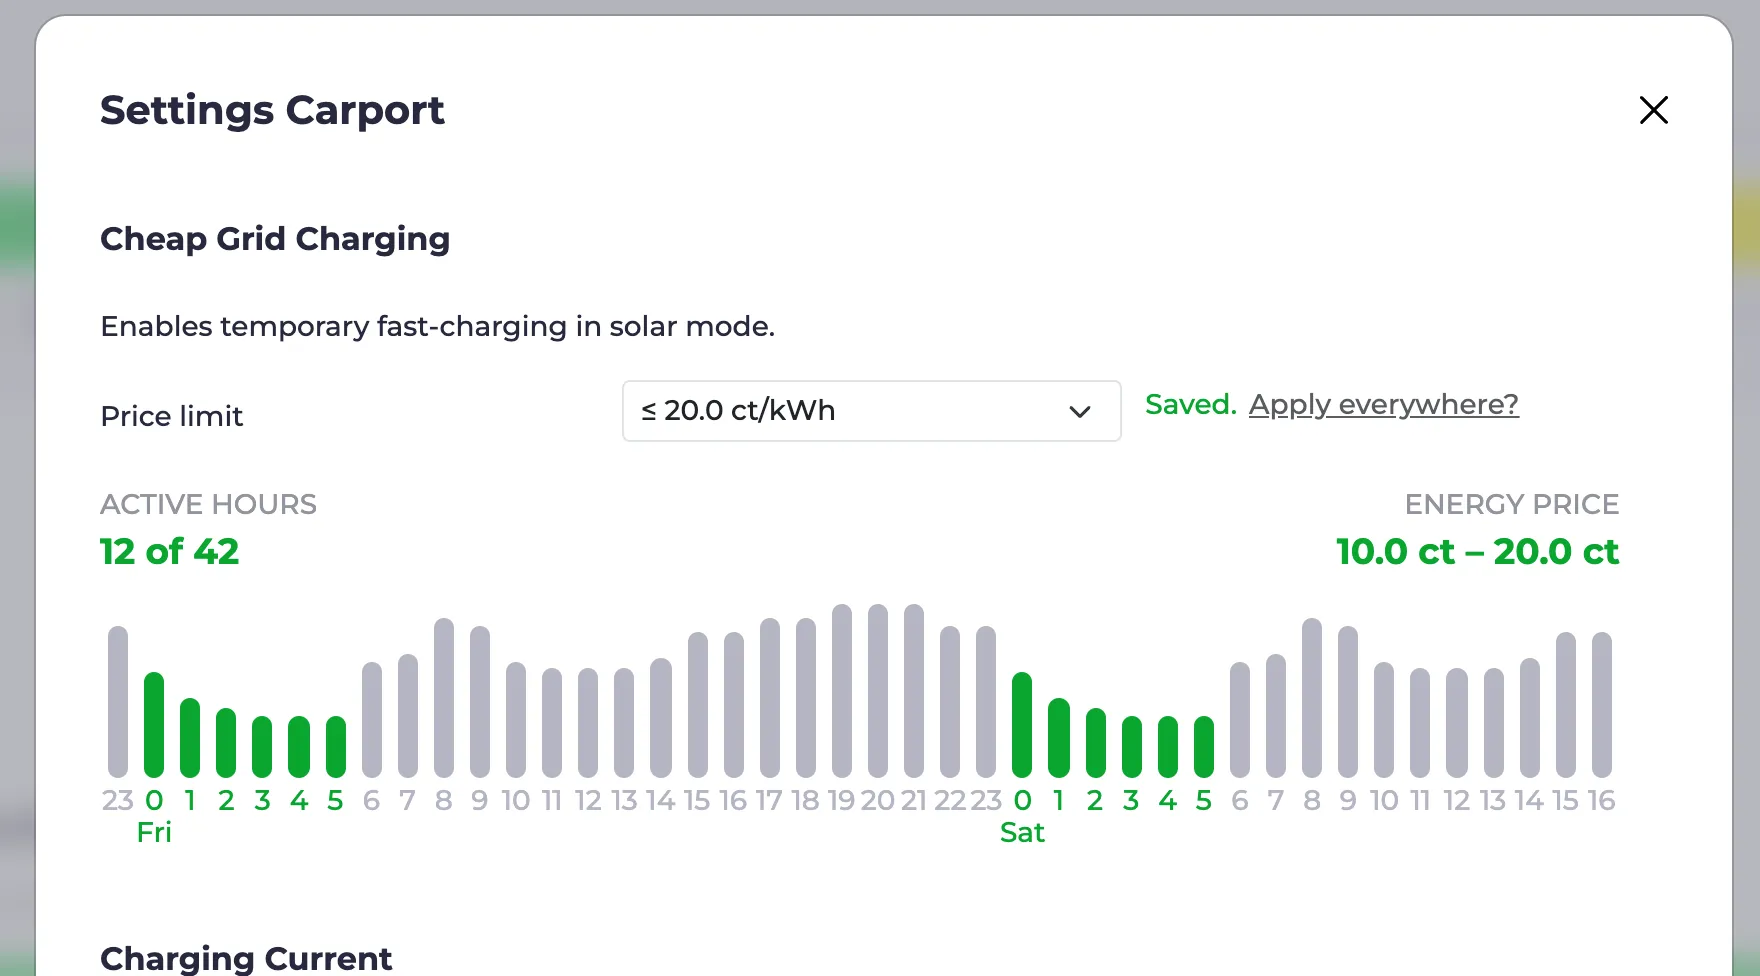 Settings Carport
Cheap Grid Charging
Enables temporary fast-charging in solar mode.
Price limit
≤ 20.0 ct/kWh
Saved. Apply everywhere?
ACTIVE HOURS
12 of 42
ENERGY PRICE
10.0 ct – 20.0 ct
23 0 1 2 3 4 5 6 7 8 9 10 11 12 13 14 15 16 17 18 19 20 21 22 23 0 1 2 3 4 5 6 7 8 9 10 11 12 13 14 15 16
Fri Sat
Charging Current